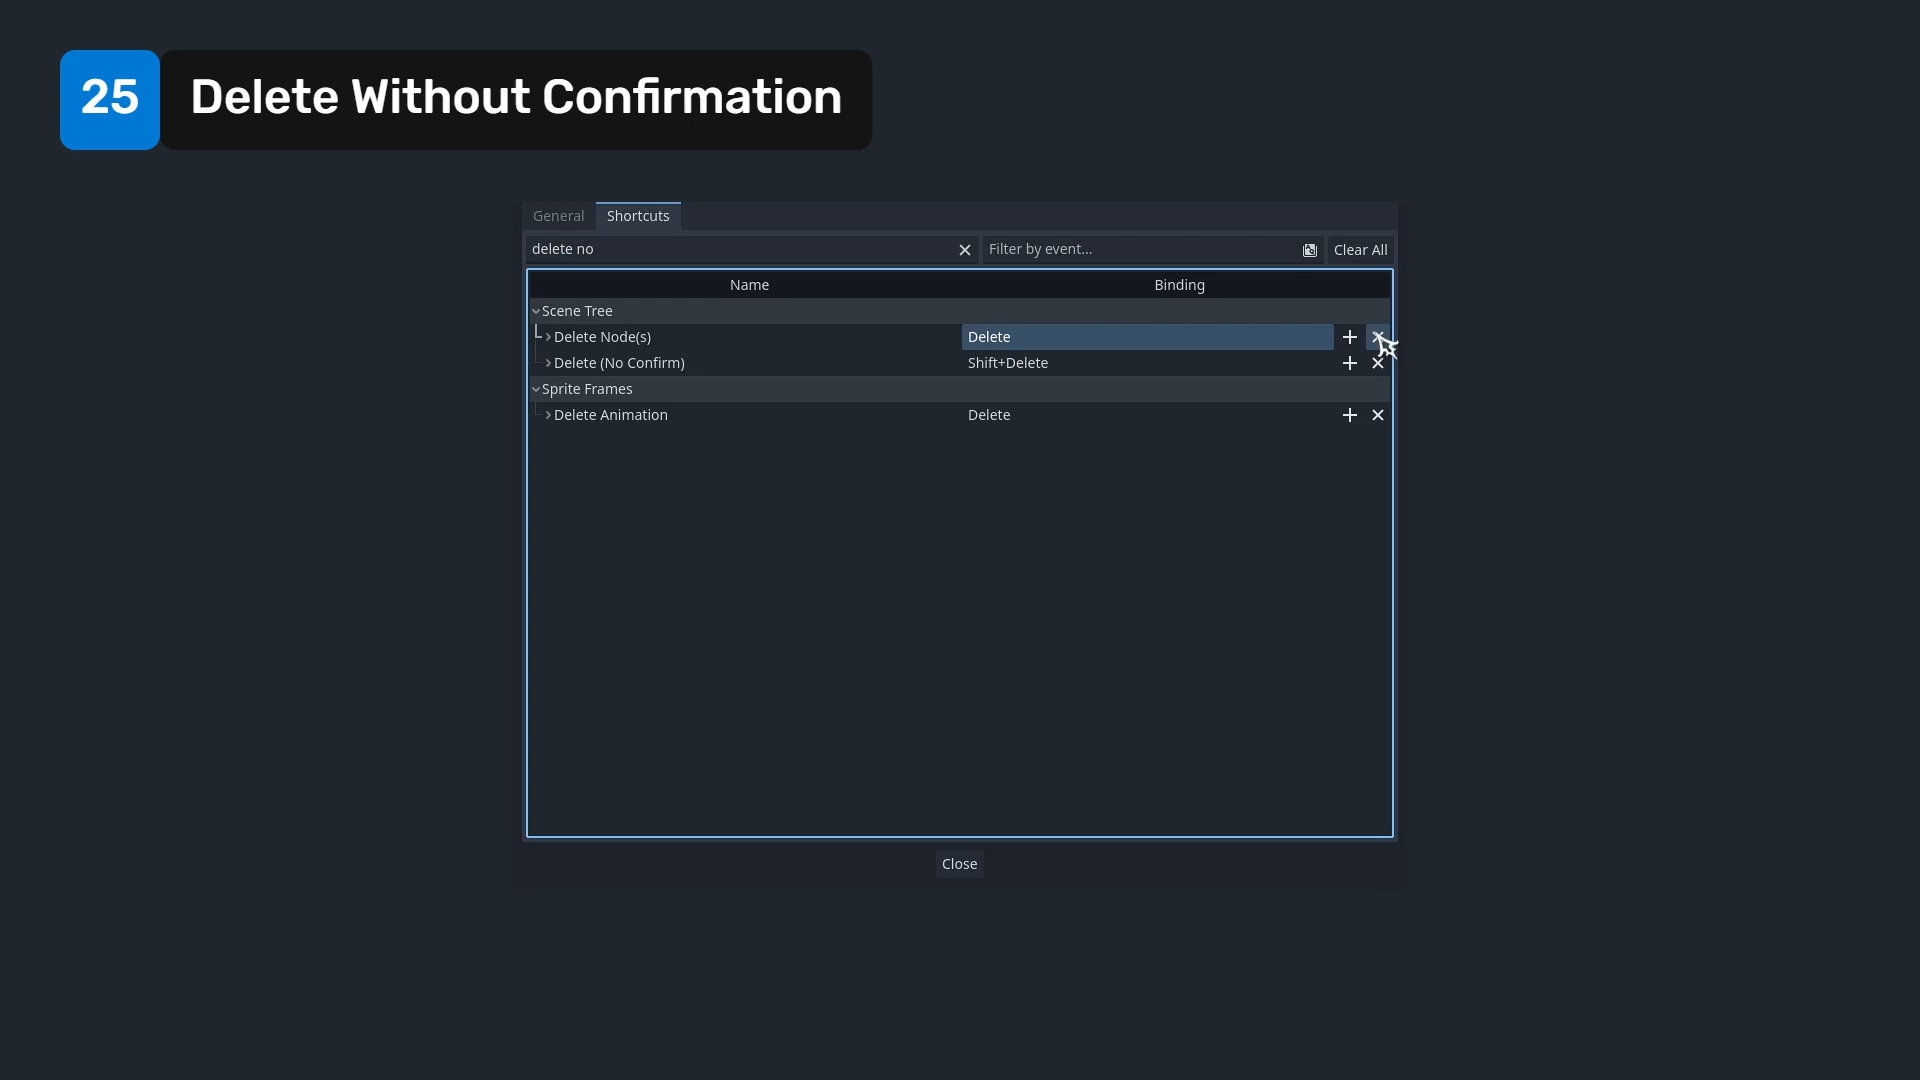 25 Delete Without Confirmation
General Shortcuts
delete no Filter by event... Clear All
Name Binding
Scene Tree
Delete Node(s) Delete
Delete (No Confirm) Shift+Delete
Sprite Frames
Delete Animation Delete
Close